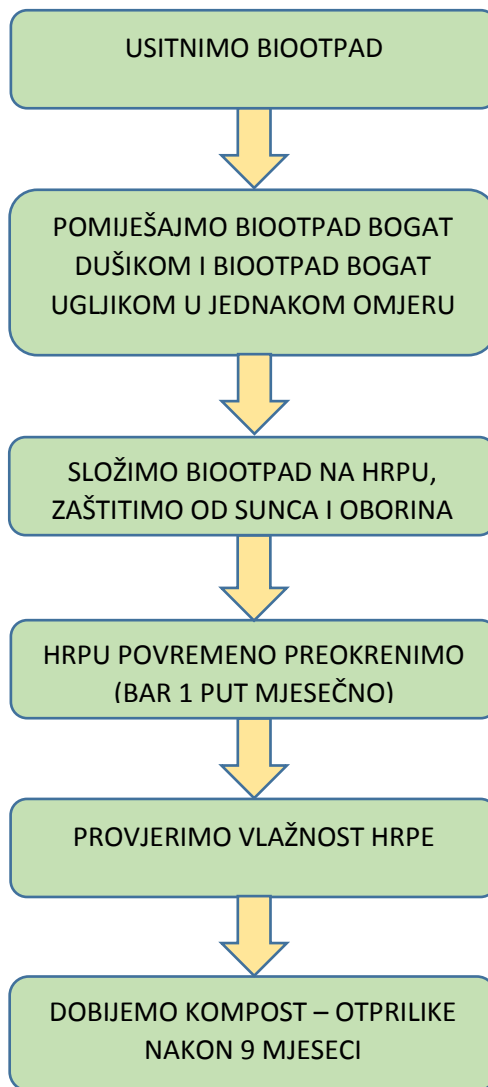 USITNIMO BIOOTPAD
POMIJEŠAJMO BIOOTPAD BOGAT
DUŠIKOM I BIOOTPAD BOGAT
UGLJIKOM U JEDNAKOM OMJERU
SLOŽIMO BIOOTPAD NA HRPU,
ZAŠTITIMO OD SUNCA I OBORINA
HRPU POVREMENO PREOKRENIMO
(BAR 1 PUT MJESEČNO)
PROVJERIMO VLAŽNOST HRPE
DOBIJEMO KOMPOST – OTPRILIKE
NAKON 9 MJESECI